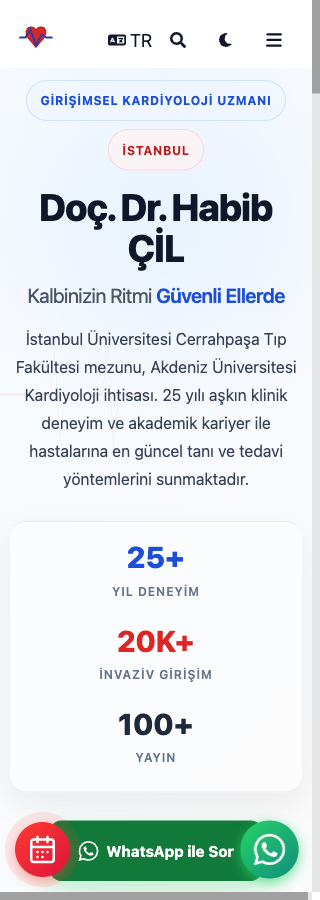 TR
GİRİŞİMSEL KARDİYOLOJİ UZMANI
İSTANBUL
Doç. Dr. Habib
ÇİL
Kalbinizin Ritmi Güvenli Ellerde
İstanbul Üniversitesi Cerrahpaşa Tıp
Fakültesi mezunu, Akdeniz Üniversitesi
Kardiyoloji ihtisası. 25 yılı aşkın klinik
deneyim ve akademik kariyer ile
hastalarına en güncel tanı ve tedavi
yöntemlerini sunmaktadır.
25+
YIL DENEYİM
20K+
İNVAZİV GİRİŞİM
100+
YAYIN
WhatsApp ile Sor